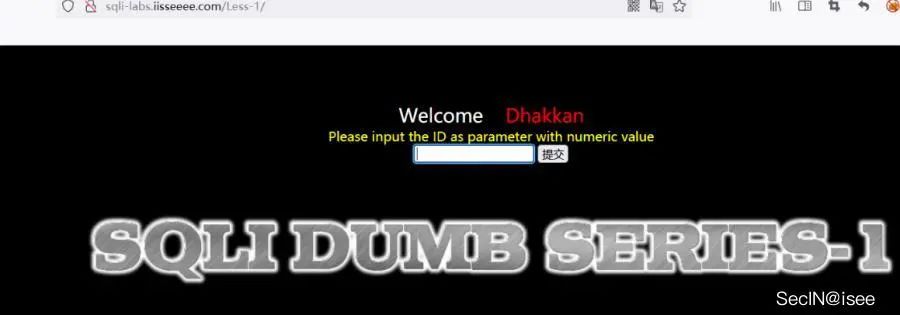 sqli-labs.iisseeee.com/Less-1/
Welcome Dhakkan
Please input the ID as parameter with numeric value
提交
SQLI DUMB SERIES-1
SecIN@isee